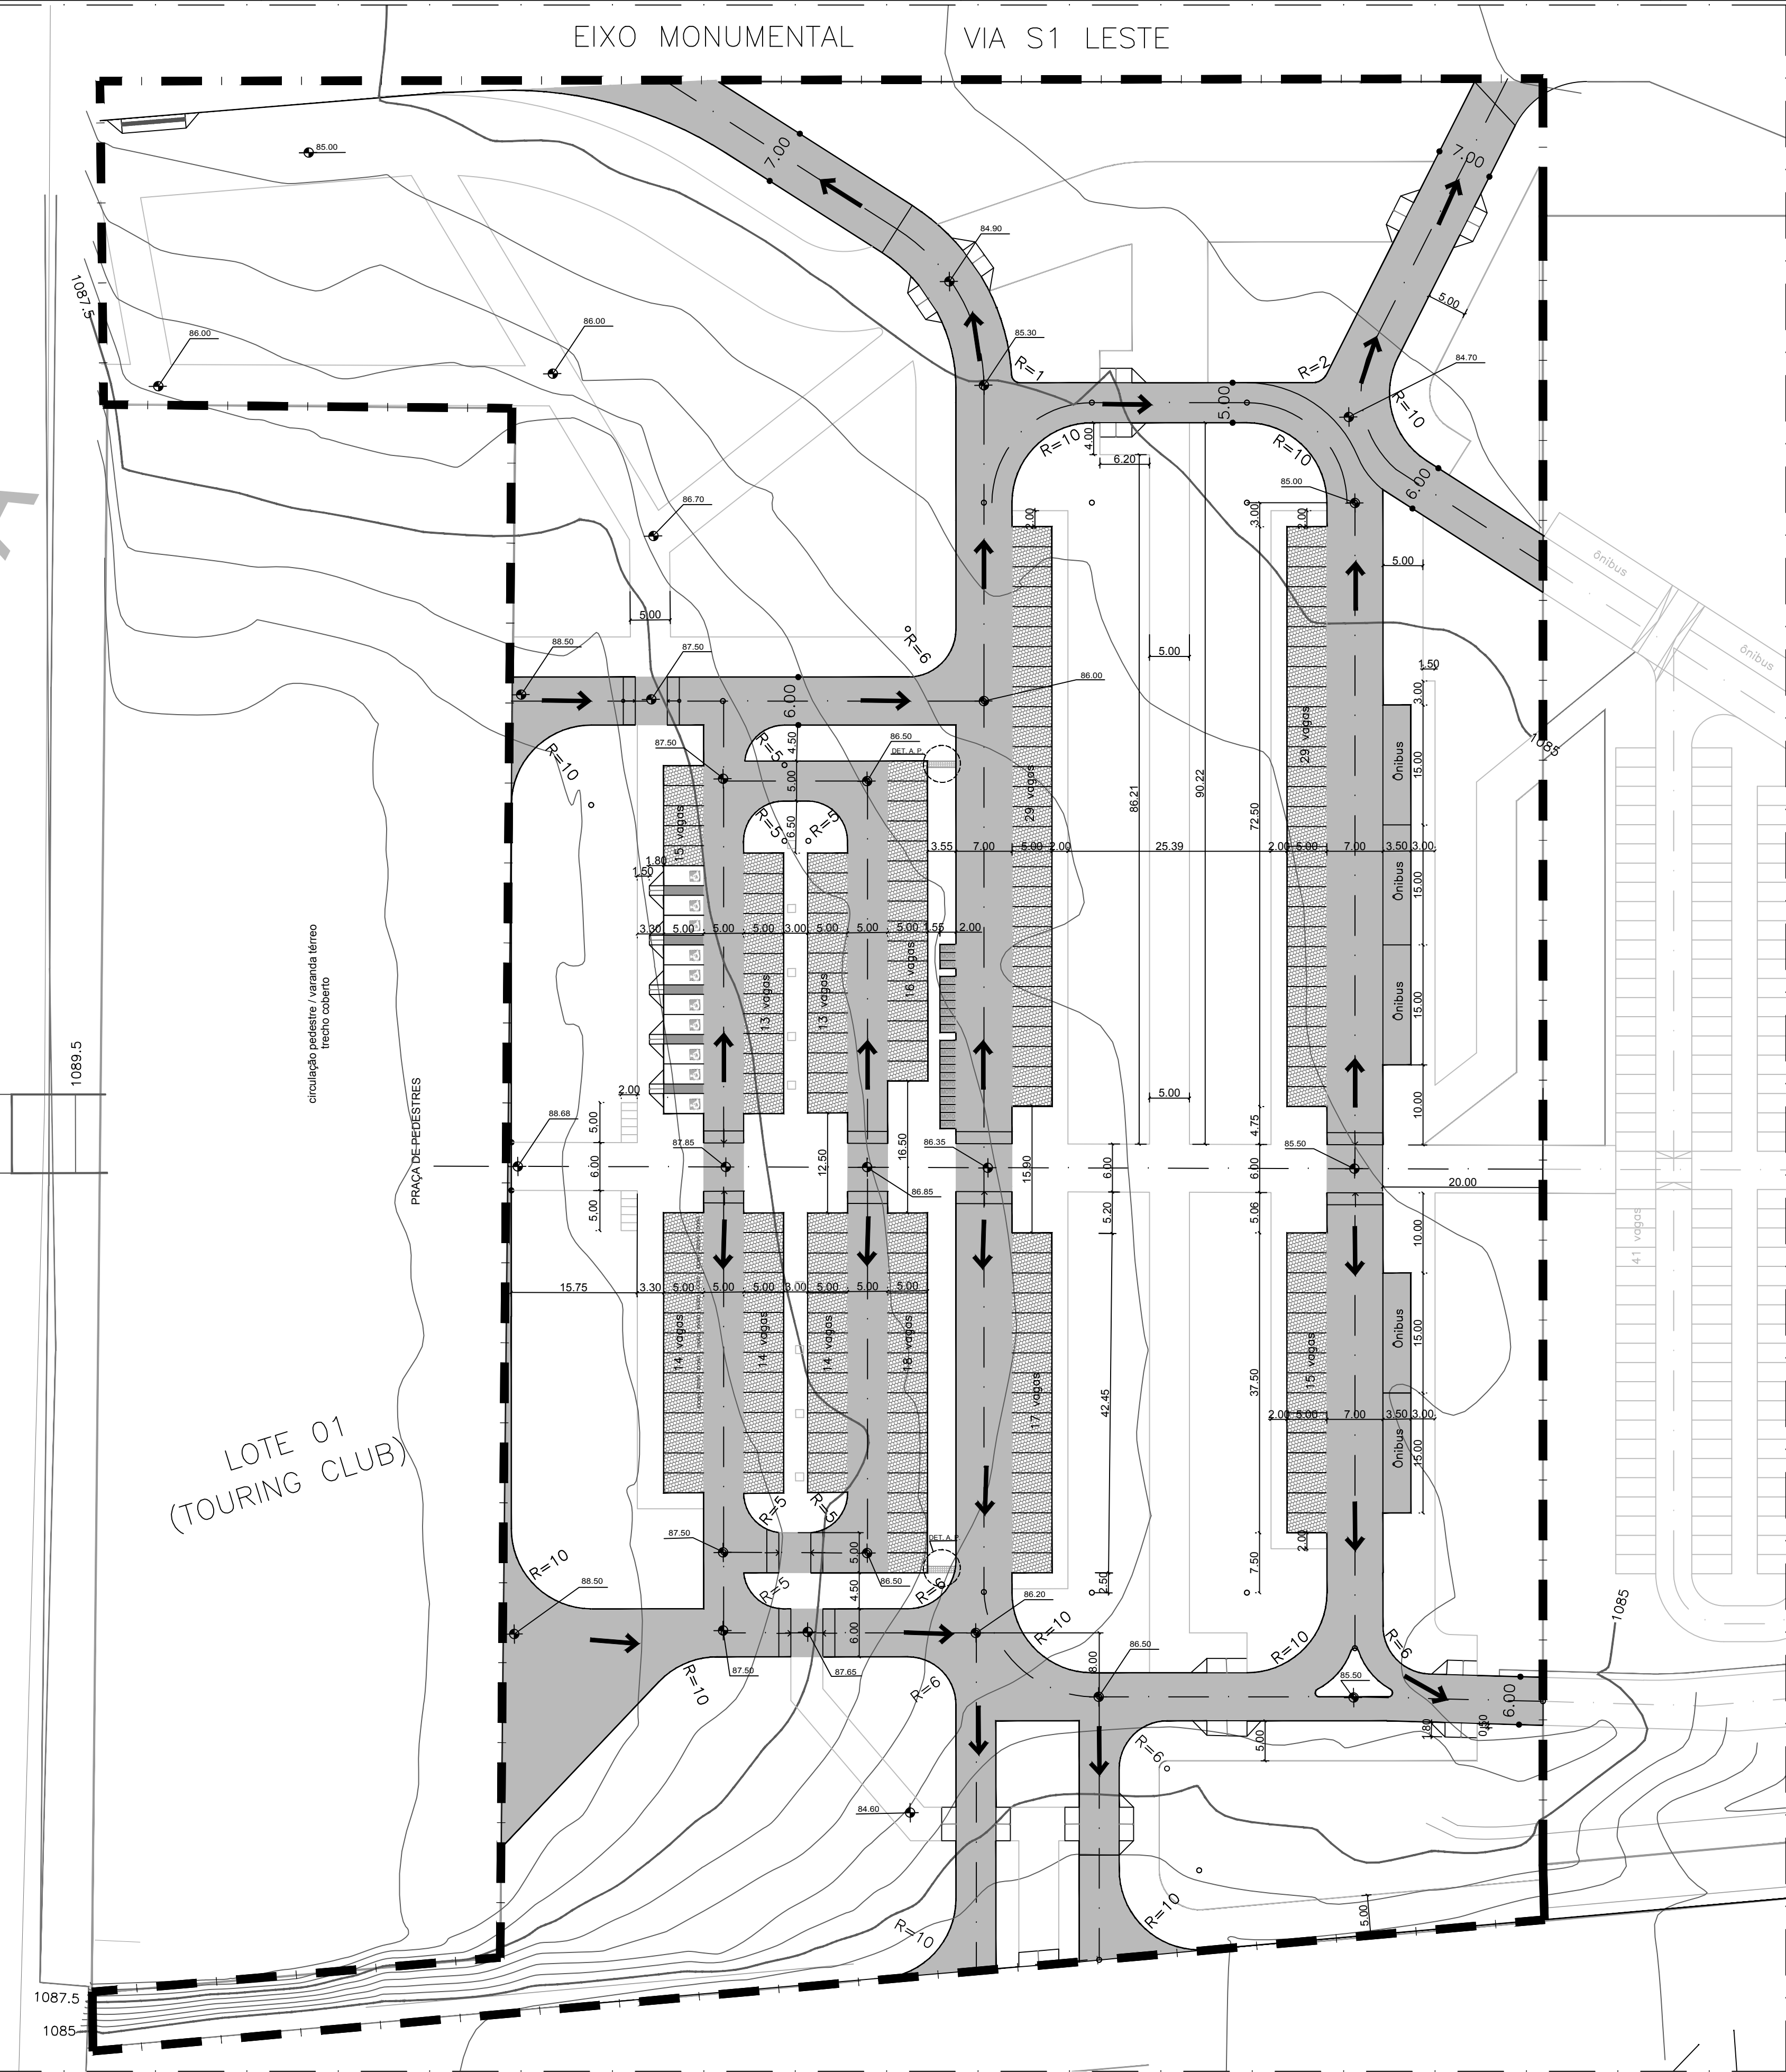 EIXO MONUMENTAL VIA S1 LESTE
85.00
7.00
7.00
84.90
1087.5
86.00
86.00
85.30
5.00
84.70
R=1
R=2
5.00
R=10
R=10
4.00
R=10
6.20
6.00
85.00
86.70
2.00
3.00
2.00
ônibus
5.00
5.00
88.50
87.50
R=6
5.00
ônibus
1.50
86.00
6.00
3.00
R=10
87.50
R=5
4.50
86.50
DET. A. P.
29 vagas
29 vagas
Ônibus
15.00
1085
5.00
86.21
90.22
72.50
R=5
6.50
R=5
15 vagas
1.80
1.50
3.55
7.00
5.00
2.00
25.39
2.00
5.00
7.00
3.50
3.00
Ônibus
15.00
circulação pedestre / varanda térreo
trecho coberto
3.30
5.00
5.00
5.00
3.00
5.00
5.00
5.00
1.55
2.00
13 vagas
13 vagas
16 vagas
Ônibus
15.00
1089.5
PRAÇA DE PEDESTRES
2.00
5.00
5.00
10.00
88.68
87.85
86.35
4.75
85.50
6.00
12.50
16.50
15.90
6.00
6.00
86.85
20.00
5.00
5.20
5.06
10.00
41 vagas
15.75
3.30
5.00
5.00
5.00
3.00
5.00
5.00
5.00
14 vagas
14 vagas
14 vagas
18 vagas
17 vagas
15 vagas
Ônibus
15.00
42.45
37.50
2.00
5.00
7.00
3.50
3.00
Ônibus
15.00
LOTE 01
(TOURING CLUB)
R=5
R=5
87.50
DET. A. P.
5.00
2.00
7.50
R=10
R=5
4.50
86.50
R=6
2.50
86.20
88.50
6.00
R=10
R=10
R=6
1085
87.50
87.65
8.00
86.50
85.50
R=10
R=6
6.00
1.80
0.50
R=6
5.00
84.60
R=10
R=10
5.00
1087.5
1085